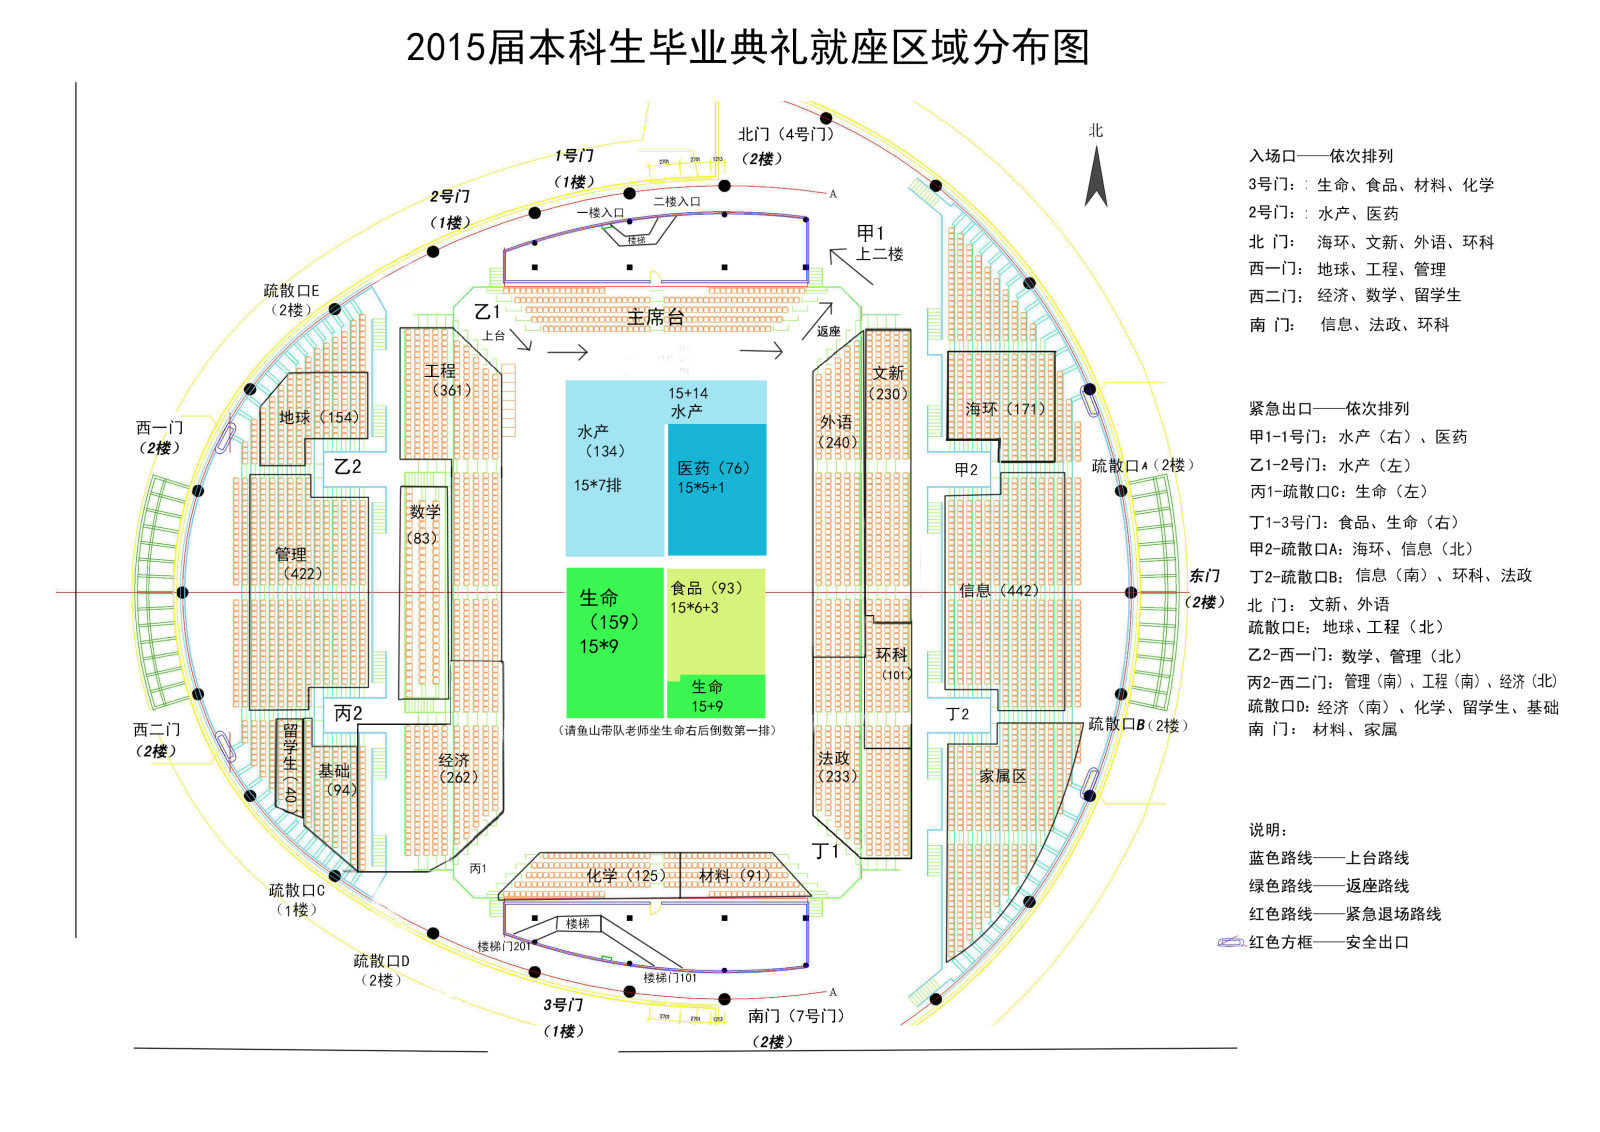 2015届本科生毕业典礼就座区域分布图
北门（4号门）
（2楼）
1号门
（1楼）
2号门
（1楼）
2701
2701
1213
A
北
一楼入口
二楼入口
楼梯
甲1
上二楼
疏散口E
（2楼）
乙1
上台
主席台
返座
工程
（361）
文新
（230）
外语
（240）
海环（171）
地球（154）
西一门
（2楼）
乙2
甲2
疏散口A（2楼）
15+14
水产
水产
（134）
15*7排
医药（76）
15*5+1
数学
（83）
管理
（422）
生命
（159）
15*9
食品（93）
15*6+3
信息（442）
东门
（2楼）
环科
（101）
生命
15+9
（请鱼山带队老师坐生命右后倒数第一排）
丙2
丁2
西二门
（2楼）
疏散口B（2楼）
留学生（40）
基础
（94）
经济
（262）
法政
（233）
家属区
丁1
丙1
化学（125）
材料（91）
疏散口C
（1楼）
楼梯
楼梯门201
楼梯门101
疏散口D
（2楼）
A
3号门
（1楼）
2701
2701
1213
南门（7号门）
（2楼）
入场口——依次排列
3号门：：生命、食品、材料、化学
2号门：：水产、医药
北 门： 海环、文新、外语、环科
西一门：地球、工程、管理
西二门：经济、数学、留学生
南 门： 信息、法政、环科
紧急出口——依次排列
甲1-1号门：水产（右）、医药
乙1-2号门：水产（左）
丙1-疏散口C：生命（左）
丁1-3号门：食品、生命（右）
甲2-疏散口A：海环、信息（北）
丁2-疏散口B：信息（南）、环科、法政
北 门： 文新、外语
疏散口E：地球、工程（北）
乙2-西一门：数学、管理（北）
丙2-西二门：管理（南）、工程（南）、经济（北）
疏散口D：经济（南）、化学、留学生、基础
南 门： 材料、家属
说明：
蓝色路线——上台路线
绿色路线——返座路线
红色路线——紧急退场路线
红色方框——安全出口